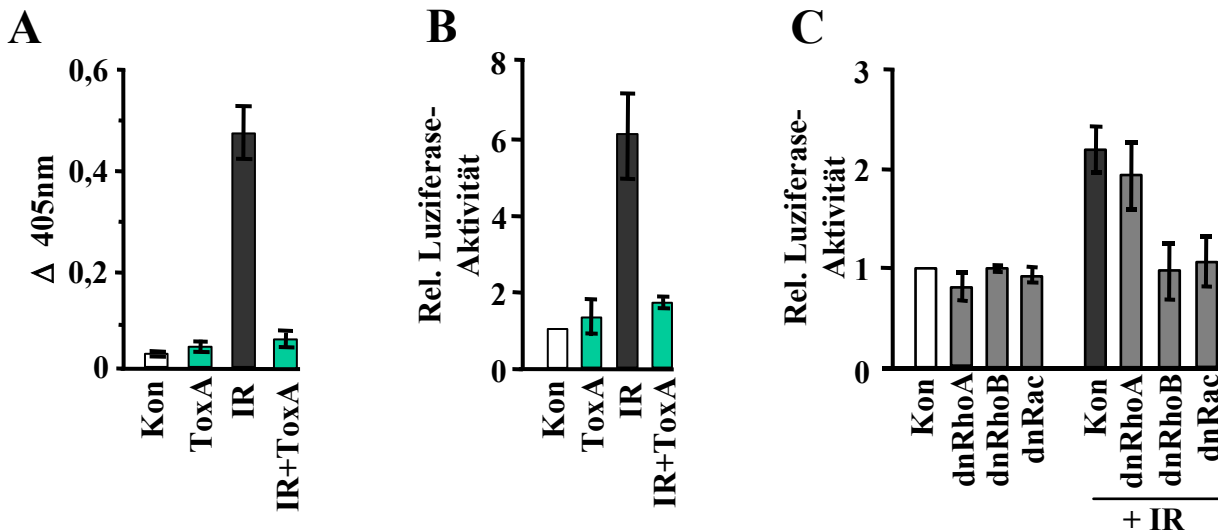 A
Δ 405nm
0,6
0,4
0,2
0
Kon
ToxA
IR
IR+ToxA
B
Rel. Luziferase-
Aktivität
8
6
4
2
0
Kon
ToxA
IR
IR+ToxA
C
Rel. Luziferase-
Aktivität
3
2
1
0
Kon
dnRhoA
dnRhoB
dnRac
Kon
dnRhoA
dnRhoB
dnRac
+ IR